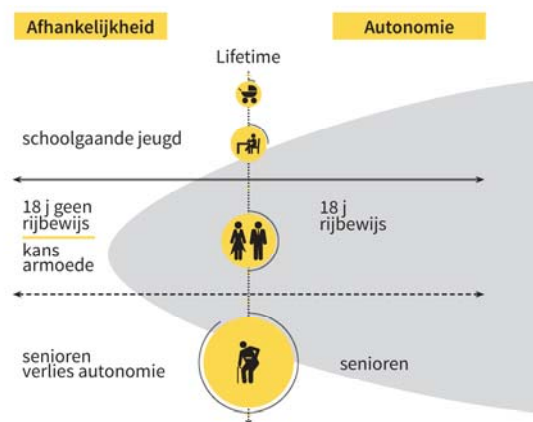 Afhankelijkheid
Autonomie
Lifetime
schoolgaande jeugd
18 j geen
rijbewijs
kans
armoede
18 j
rijbewijs
senioren
verlies autonomie
senioren